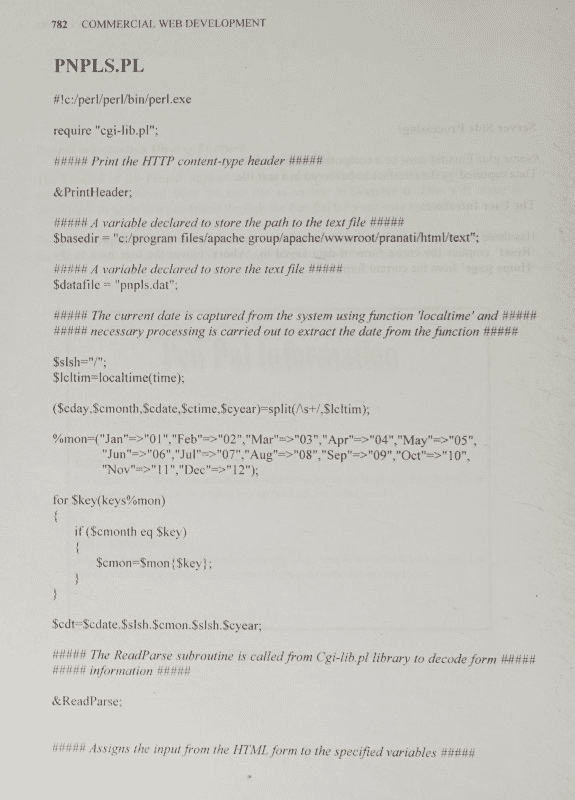 782 COMMERCIAL WEB DEVELOPMENT
PNPLS.PL
#!c:/perl/perl/bin/perl.exe
require "cgi-lib.pl";
##### Print the HTTP content-type header #####
&PrintHeader;
##### A variable declared to store the path to the text file #####
$basedir = "c:/program files/apache group/apache/wwwroot/pranati/html/text";
##### A variable declared to store the text file #####
$datafile = "pnpls.dat";
##### The current date is captured from the system using function 'localtime' and #####
##### necessary processing is carried out to extract the date from the function #####
$slsh="/";
$lcltim=localtime(time);
($cday,$cmonth,$cdate,$ctime,$cyear)=split(/\s+/,$lcltim);
%mon=("Jan"=>"01","Feb"=>"02","Mar"=>"03","Apr"=>"04","May"=>"05",
"Jun"=>"06","Jul"=>"07","Aug"=>"08","Sep"=>"09","Oct"=>"10",
"Nov"=>"11","Dec"=>"12");
for $key(keys%mon)
{
if ($cmonth eq $key)
{
$cmon=$mon{$key};
}
}
$cdt=$cdate.$slsh.$cmon.$slsh.$cyear;
##### The ReadParse subroutine is called from Cgi-lib.pl library to decode form #####
##### information #####
&ReadParse;
##### Assigns the input from the HTML form to the specified variables #####